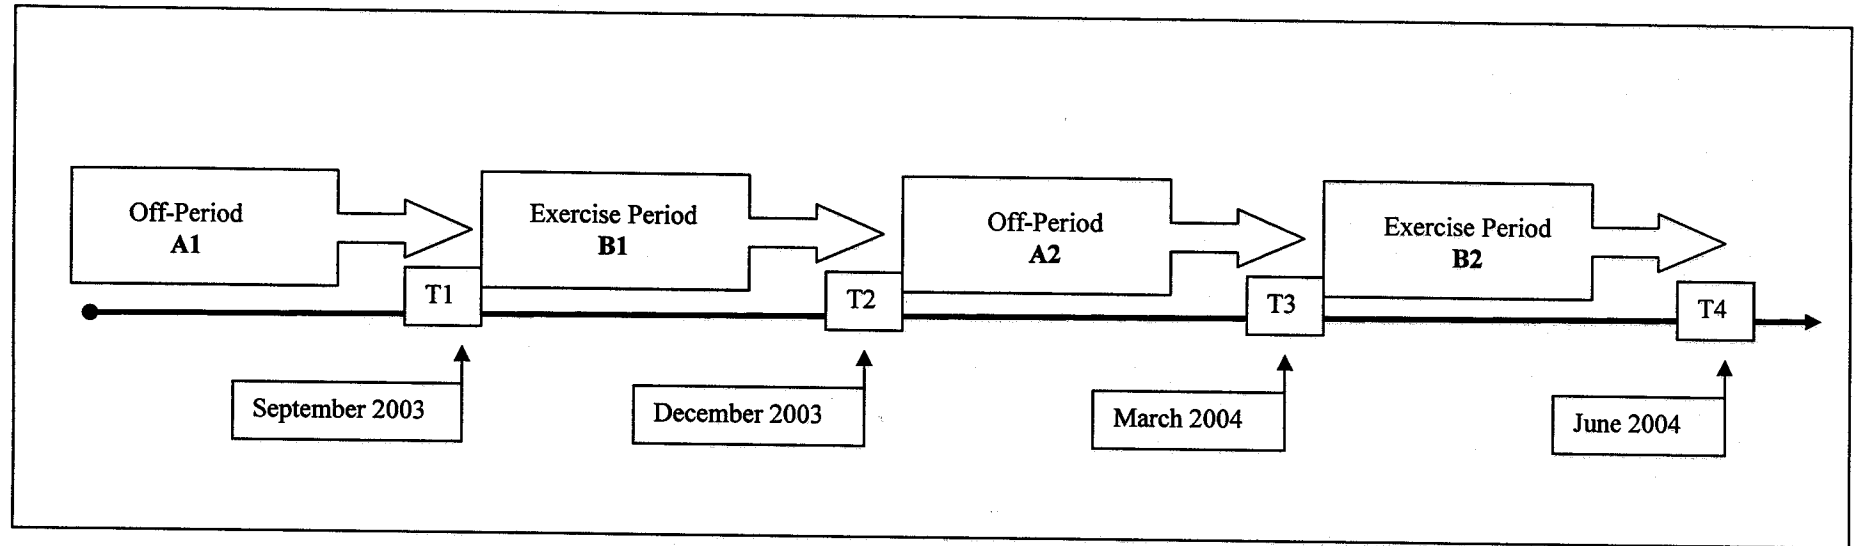 Off-Period
A1
Exercise Period
B1
Off-Period
A2
Exercise Period
B2
T1
T2
T3
T4
September 2003
December 2003
March 2004
June 2004